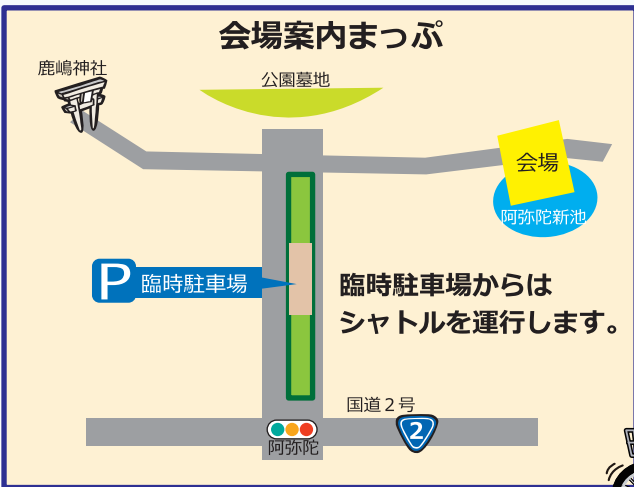 会場案内まっぷ
鹿嶋神社
公園墓地
会場
阿弥陀新池
P 臨時駐車場
臨時駐車場からは
シャトルを運行します。
国道２号
2
阿弥陀